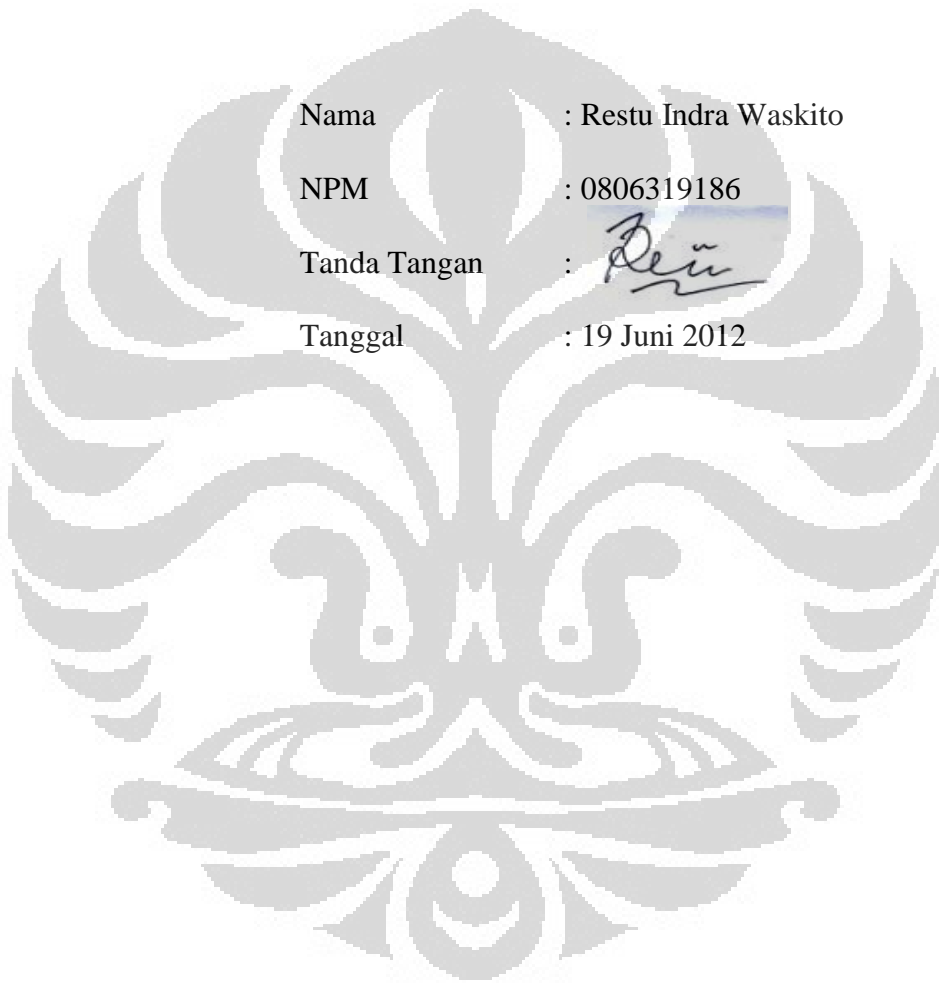 Nama : Restu Indra Waskito
NPM : 0806319186
Tanda Tangan :
Tanggal : 19 Juni 2012